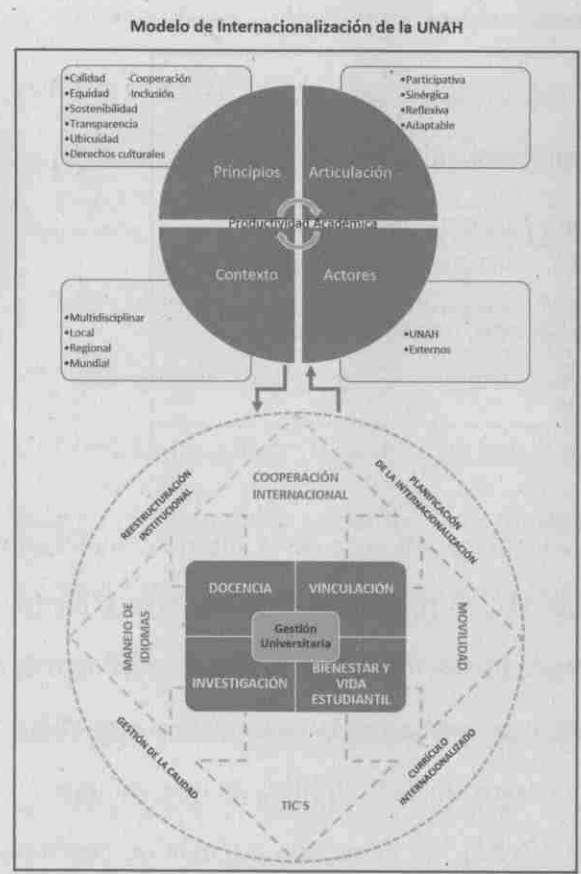 Modelo de Internacionalización de la UNAH
•Calidad -Cooperación
•Equidad -Inclusión
•Sostenibilidad
•Transparencia
•Ubicuidad
•Derechos culturales
•Participativa
•Sinérgica
•Reflexiva
•Adaptable
Principios
Articulación
Productividad Académica
Contexto
Actores
•Multidisciplinar
•Local
•Regional
•Mundial
•UNAH
•Externos
COOPERACIÓN
INTERNACIONAL
REESTRUCTURACIÓN
INSTITUCIONAL
PLANIFICACIÓN
DE LA INTERNACIONALIZACIÓN
DOCENCIA
VINCULACIÓN
Gestión
Universitaria
MANEJO DE
IDIOMAS
MOVILIDAD
INVESTIGACIÓN
BIENESTAR Y
VIDA
ESTUDIANTIL
GESTIÓN DE LA CALIDAD
CURRÍCULO
INTERNACIONALIZADO
TIC'S